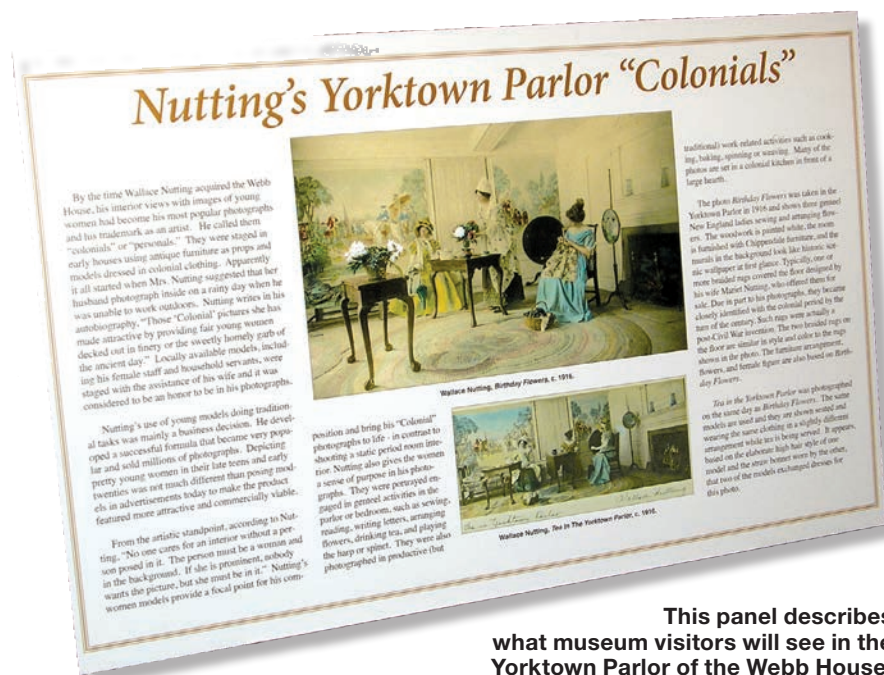 Nutting's Yorktown Parlor “Colonials”
By the time Wallace Nutting acquired the Webb
House, his interior views with images of young
women had become his most popular photographs
and his trademark as an artist. He called them
“colonials” or “personals.” They were staged in
early houses using antique furniture as props and
models dressed in colonial clothing. Apparently
it all started when Mrs. Nutting suggested that her
husband photograph inside on a rainy day when he
was unable to work outdoors. Nutting writes in his
autobiography, “Those ‘Colonial’ pictures she has
made attractive by providing fair young women
decked out in finery or the sweetly homely garb of
the ancient day.” Locally available models, includ-
ing his female staff and household servants, were
staged with the assistance of his wife and it was
considered to be an honor to be in his photographs.
Nutting's use of young models doing tradition-
al tasks was mainly a business decision. He devel-
oped a successful formula that became very popu-
lar and sold millions of photographs. Depicting
pretty young women in their late teens and early
twenties was not much different than posing mod-
els in advertisements today to make the product
featured more attractive and commercially viable.
From the artistic standpoint, according to Nut-
ting, “No one cares for an interior without a per-
son posed in it. The person must be a woman and
in the background. If she is prominent, nobody
wants the picture, but she must be in it.” Nutting's
women models provide a focal point for his com-
position and bring his “Colonial”
photographs to life - in contrast to
shooting a static period room inte-
rior. Nutting also gives the women
a sense of purpose in his photo-
graphs. They were portrayed en-
gaged in genteel activities in the
parlor or bedroom, such as sewing,
reading, writing letters, arranging
flowers, drinking tea, and playing
the harp or spinet. They were also
photographed in productive (but
traditional) work related activities such as cook-
ing, baking, spinning or weaving. Many of the
photos are set in a colonial kitchen in front of a
large hearth.
The photo Birthday Flowers was taken in the
Yorktown Parlor in 1916 and shows three genteel
New England ladies sewing and arranging flow-
ers. The woodwork is painted white, the room
is furnished with Chippendale furniture, and the
murals in the background look like historic sce-
nic wallpaper at first glance. Typically, one or
more braided rugs covered the floor designed by
his wife Mariet Nutting, who offered them for
sale. Due in part to his photographs, they became
closely identified with the colonial period by the
turn of the century. Such rugs were actually a
post-Civil War invention. The two braided rugs on
the floor are similar in style and color to the rugs
shown in the photo. The furniture arrangement,
flowers, and female figure are also based on Birth-
day Flowers.
Tea in the Yorktown Parlor was photographed
on the same day as Birthday Flowers. The same
models are used and they are shown seated and
wearing the same clothing in a slightly different
arrangement while tea is being served. It appears,
based on the elaborate high hair style of one
model and the straw bonnet worn by the other,
that two of the models exchanged dresses for
this photo.
Wallace Nutting, Birthday Flowers, c. 1916.
Wallace Nutting
Wallace Nutting, Tea In The Yorktown Parlor, c. 1916.
This panel describes
what museum visitors will see in the
Yorktown Parlor of the Webb House.